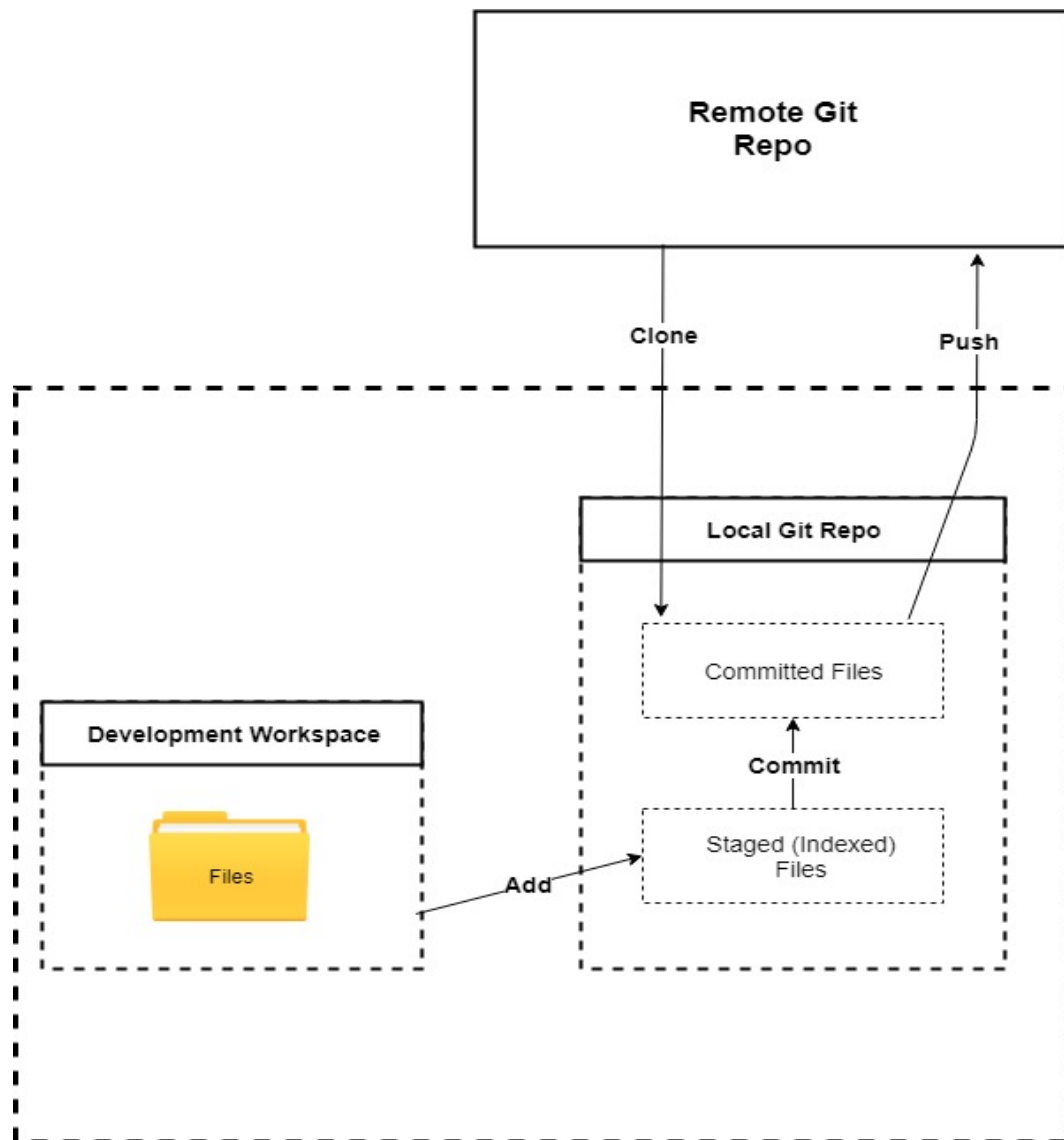 Remote Git
Repo
Clone
Push
Local Git Repo
Committed Files
Development Workspace
Commit
Staged (Indexed)
Files
Files
Add